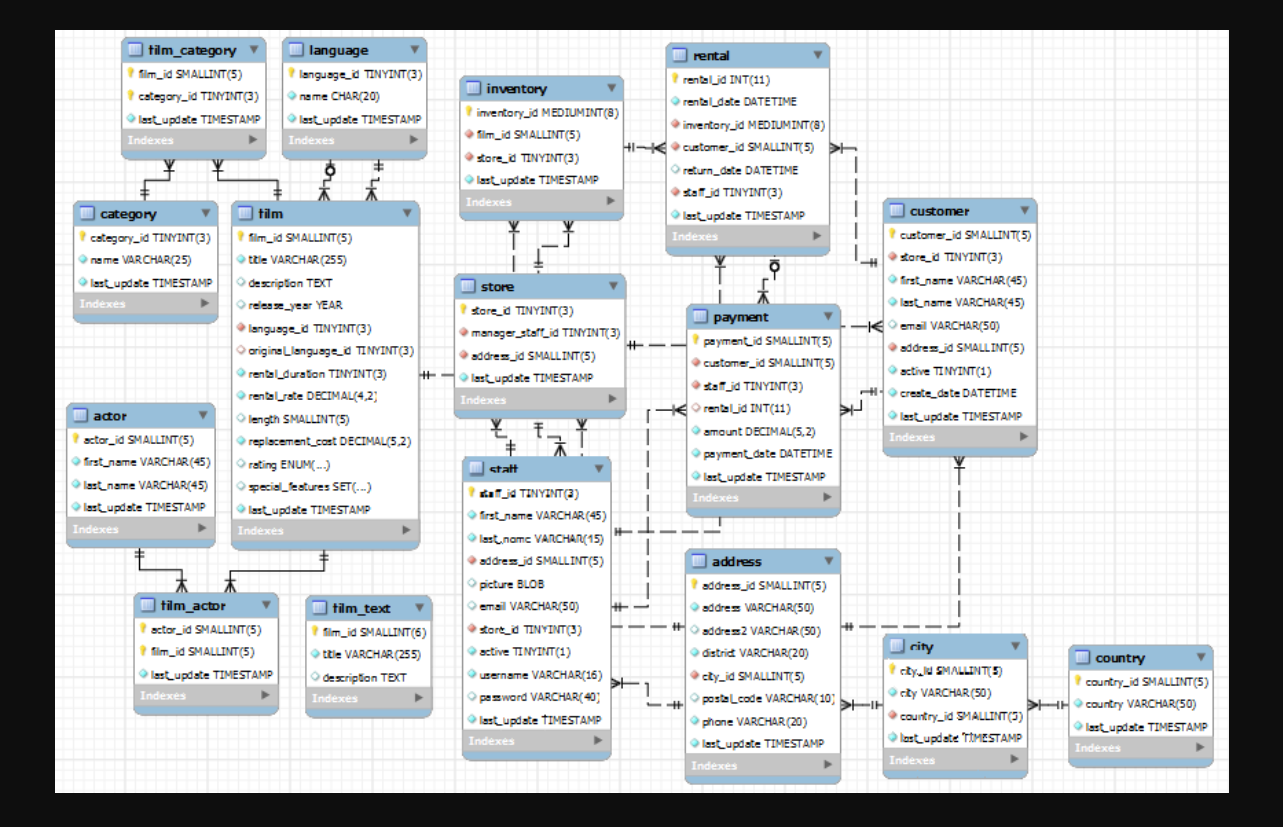 film_category
film_id SMALLINT(5)
category_id TINYINT(3)
last_update TIMESTAMP
Indexes
language
language_id TINYINT(3)
name CHAR(20)
last_update TIMESTAMP
Indexes
inventory
inventory_id MEDIUMINT(8)
film_id SMALLINT(5)
store_id TINYINT(3)
last_update TIMESTAMP
Indexes
rental
rental_id INT(11)
rental_date DATETIME
inventory_id MEDIUMINT(8)
customer_id SMALLINT(5)
return_date DATETIME
staff_id TINYINT(3)
last_update TIMESTAMP
Indexes
category
category_id TINYINT(3)
name VARCHAR(25)
last_update TIMESTAMP
Indexes
film
film_id SMALLINT(5)
title VARCHAR(255)
description TEXT
release_year YEAR
language_id TINYINT(3)
original_language_id TINYINT(3)
rental_duration TINYINT(3)
rental_rate DECIMAL(4,2)
length SMALLINT(5)
replacement_cost DECIMAL(5,2)
rating ENUM(...)
special_features SET(...)
last_update TIMESTAMP
Indexes
store
store_id TINYINT(3)
manager_staff_id TINYINT(3)
address_id SMALLINT(5)
last_update TIMESTAMP
Indexes
customer
customer_id SMALLINT(5)
store_id TINYINT(3)
first_name VARCHAR(45)
last_name VARCHAR(45)
email VARCHAR(50)
address_id SMALLINT(5)
active TINYINT(1)
create_date DATETIME
last_update TIMESTAMP
Indexes
payment
payment_id SMALLINT(5)
customer_id SMALLINT(5)
staff_id TINYINT(3)
rental_id INT(11)
amount DECIMAL(5,2)
payment_date DATETIME
last_update TIMESTAMP
Indexes
actor
actor_id SMALLINT(5)
first_name VARCHAR(45)
last_name VARCHAR(45)
last_update TIMESTAMP
Indexes
staff
staff_id TINYINT(3)
first_name VARCHAR(45)
last_name VARCHAR(45)
address_id SMALLINT(5)
picture BLOB
email VARCHAR(50)
store_id TINYINT(3)
active TINYINT(1)
username VARCHAR(16)
password VARCHAR(40)
last_update TIMESTAMP
Indexes
address
address_id SMALLINT(5)
address VARCHAR(50)
address2 VARCHAR(50)
district VARCHAR(20)
city_id SMALLINT(5)
postal_code VARCHAR(10)
phone VARCHAR(20)
last_update TIMESTAMP
Indexes
film_actor
actor_id SMALLINT(5)
film_id SMALLINT(5)
last_update TIMESTAMP
Indexes
film_text
film_id SMALLINT(6)
title VARCHAR(255)
description TEXT
Indexes
city
city_id SMALLINT(5)
city VARCHAR(50)
country_id SMALLINT(5)
last_update TIMESTAMP
Indexes
country
country_id SMALLINT(5)
country VARCHAR(50)
last_update TIMESTAMP
Indexes